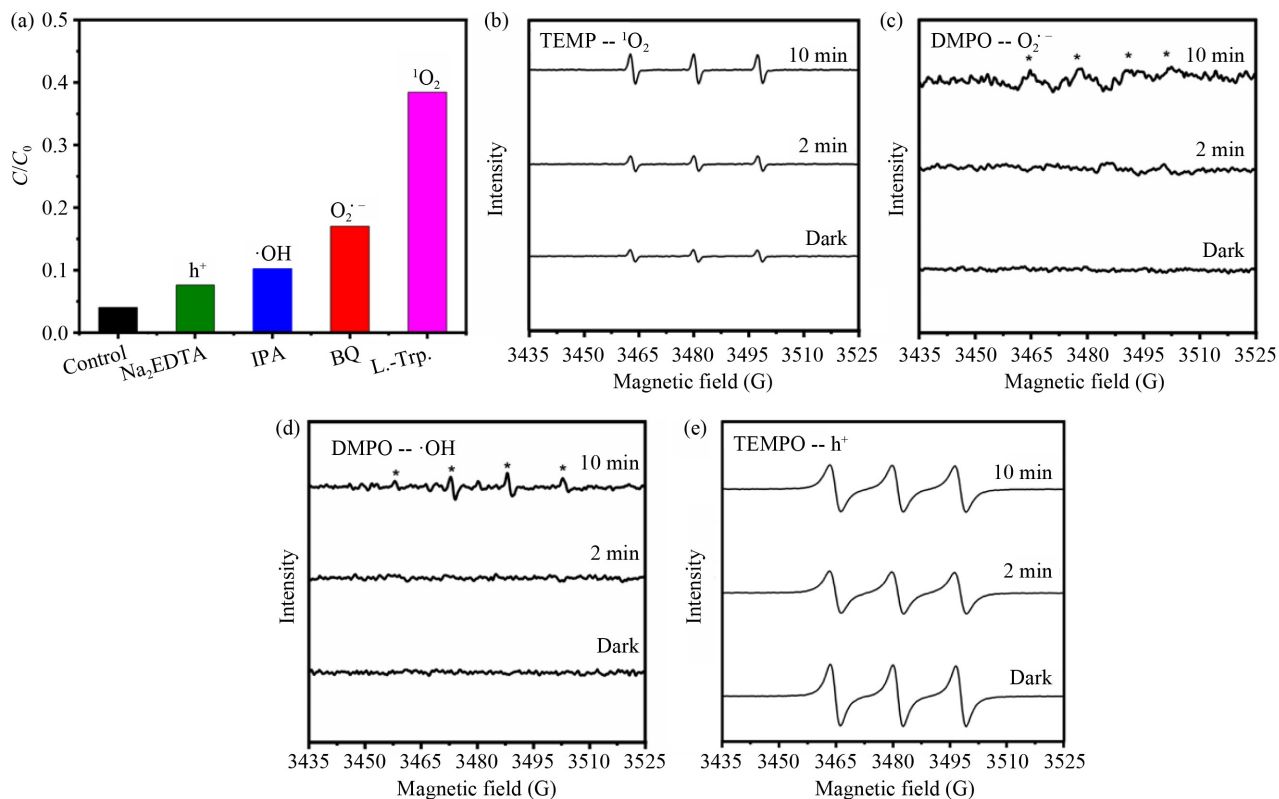 (a)
0.5
0.4
0.3
0.2
0.1
0.0
C/C₀
h⁺
·OH
O₂·⁻
¹O₂
Control
Na₂EDTA
IPA
BQ
L.-Trp.
(b)
TEMP -- ¹O₂
10 min
2 min
Dark
Intensity
3435 3450 3465 3480 3495 3510 3525
Magnetic field (G)
(c)
DMPO -- O₂·⁻
10 min
* * * *
2 min
Dark
Intensity
3435 3450 3465 3480 3495 3510 3525
Magnetic field (G)
(d)
DMPO -- ·OH
10 min
* * * *
2 min
Dark
Intensity
3435 3450 3465 3480 3495 3510 3525
Magnetic field (G)
(e)
TEMPO -- h⁺
10 min
2 min
Dark
Intensity
3435 3450 3465 3480 3495 3510 3525
Magnetic field (G)